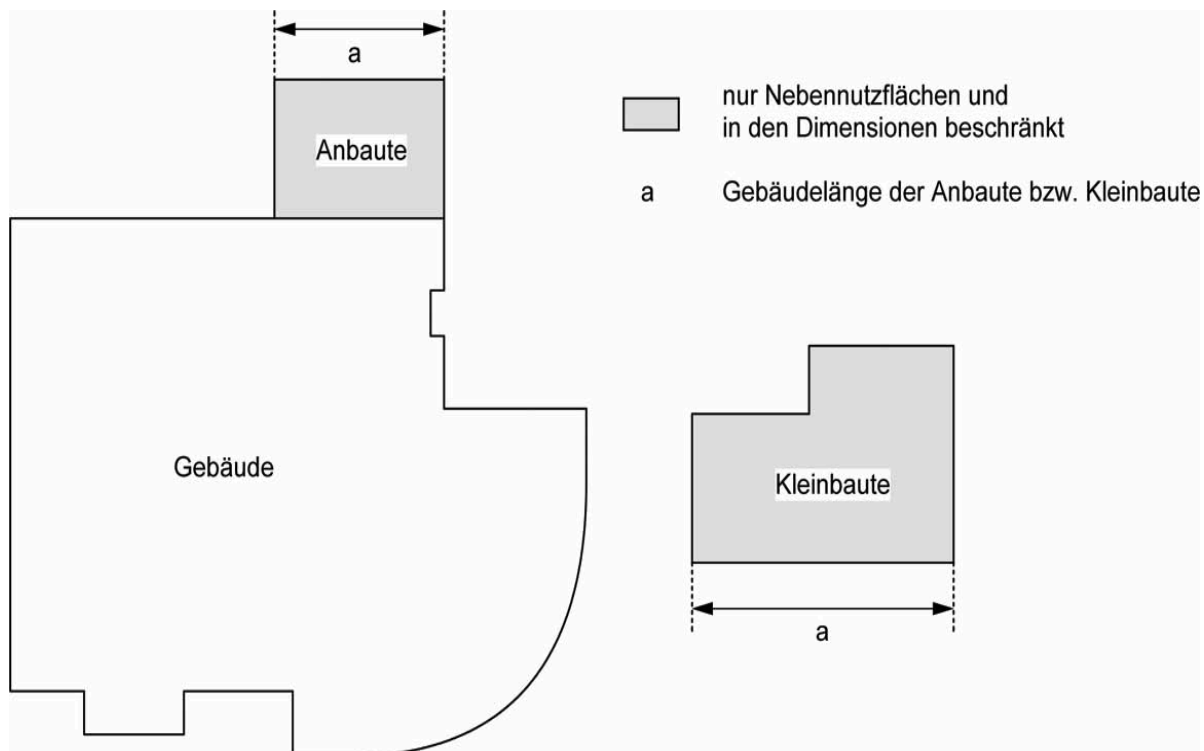 a
Anbaute
nur Nebennutzflächen und
in den Dimensionen beschränkt
a Gebäudelänge der Anbaute bzw. Kleinbaute
Gebäude
Kleinbaute
a